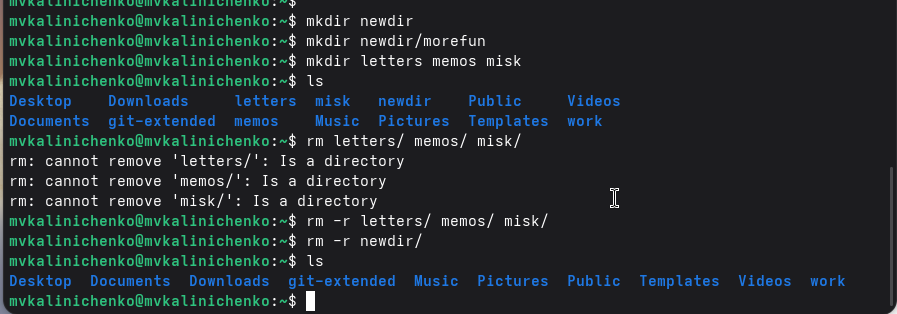 mvkalinichenko@mvkalinichenko:~$
mvkalinichenko@mvkalinichenko:~$ mkdir newdir
mvkalinichenko@mvkalinichenko:~$ mkdir newdir/morefun
mvkalinichenko@mvkalinichenko:~$ mkdir letters memos misk
mvkalinichenko@mvkalinichenko:~$ ls
Desktop    Downloads     letters  misk   newdir    Public     Videos
Documents  git-extended  memos    Music  Pictures  Templates  work
mvkalinichenko@mvkalinichenko:~$ rm letters/ memos/ misk/
rm: cannot remove 'letters/': Is a directory
rm: cannot remove 'memos/': Is a directory
rm: cannot remove 'misk/': Is a directory
mvkalinichenko@mvkalinichenko:~$ rm -r letters/ memos/ misk/
mvkalinichenko@mvkalinichenko:~$ rm -r newdir/
mvkalinichenko@mvkalinichenko:~$ ls
Desktop  Documents  Downloads  git-extended  Music  Pictures  Public  Templates  Videos  work
mvkalinichenko@mvkalinichenko:~$